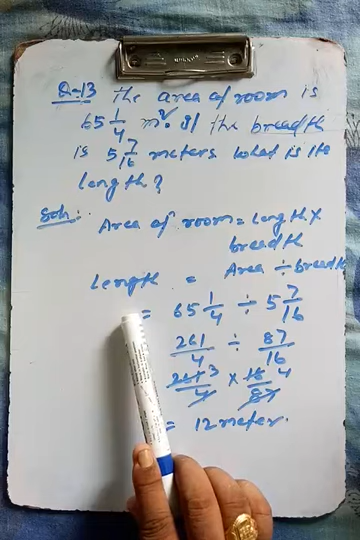 Q-13 The area of room is
65 1/4 m². If the breadth
is 5 7/16 meters what is its
length?
Soln: Area of room = length ×
breadth
Length = Area ÷ breadth
= 65 1/4 ÷ 5 7/16
261/4 ÷ 87/16
261 3/4 × 16 4/87
= 12 meter.